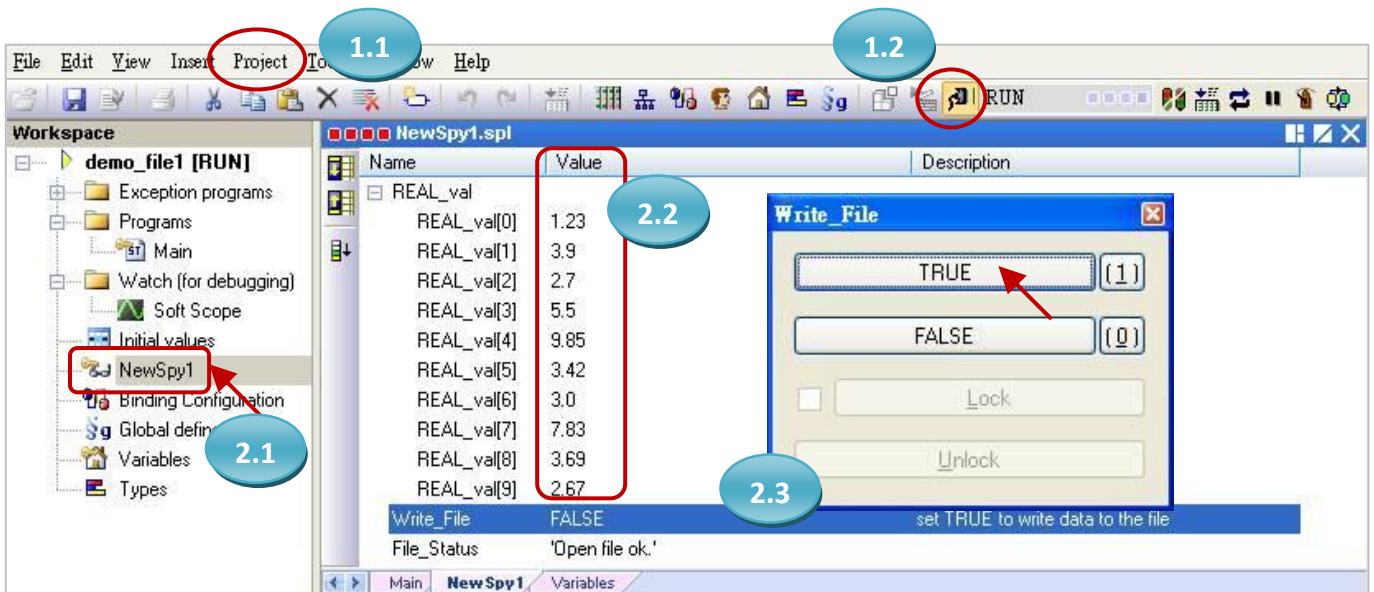 1.1
1.2
File Edit View Insert Project Help
RUN
Workspace
NewSpy1.spl
demo_file1 [RUN]
Name Value Description
Exception programs
REAL_val
Programs
REAL_val[0] 1.23
Main
REAL_val[1] 3.9
Watch (for debugging)
REAL_val[2] 2.7
Soft Scope
REAL_val[3] 5.5
Initial values
REAL_val[4] 9.85
NewSpy1
REAL_val[5] 3.42
Binding Configuration
REAL_val[6] 3.0
Global defin
REAL_val[7] 7.83
Variables
REAL_val[8] 3.69
Types
REAL_val[9] 2.67
Write_File FALSE set TRUE to write data to the file
File_Status 'Open file ok.'
Main NewSpy1 Variables
2.1
2.2
2.3
Write_File
TRUE (1)
FALSE (0)
Lock
Unlock